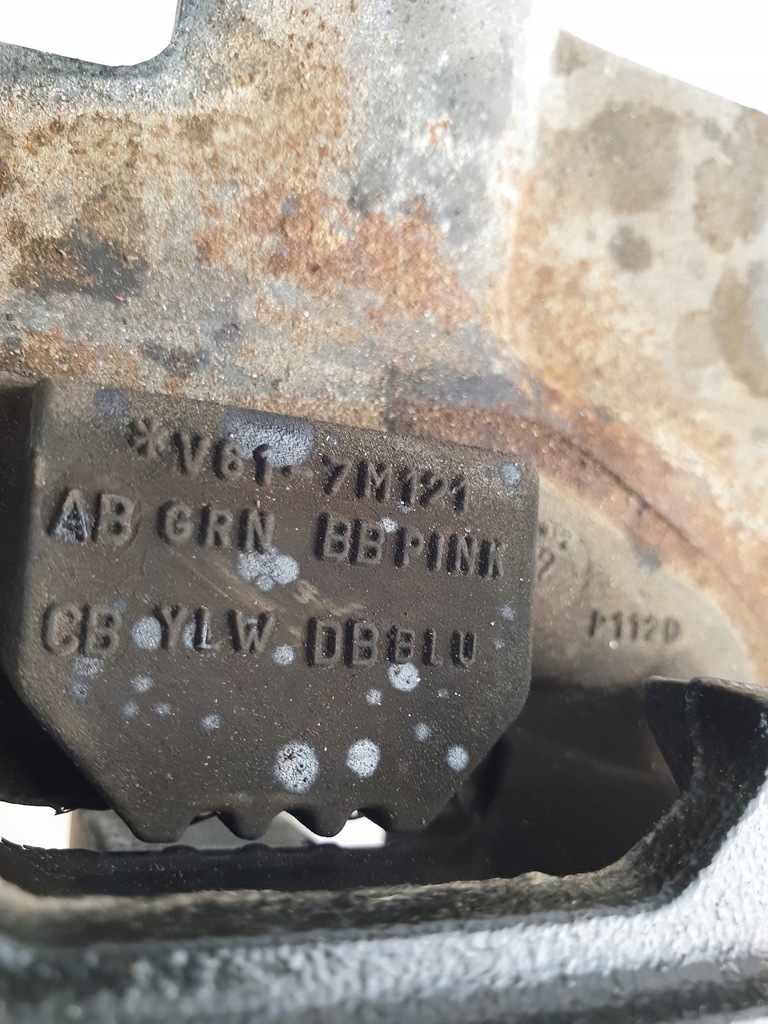 *V61-7M121
AB GRN BB PINK
CB YLW DB BLU
P112D